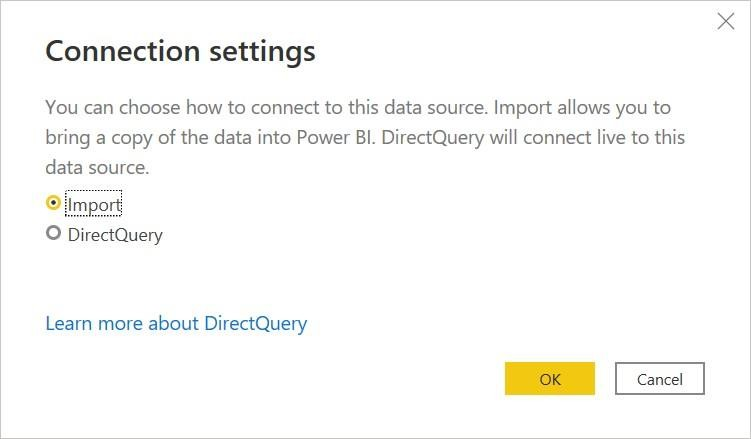 Connection settings
You can choose how to connect to this data source. Import allows you to
bring a copy of the data into Power BI. DirectQuery will connect live to this
data source.
Import
DirectQuery
Learn more about DirectQuery
OK
Cancel